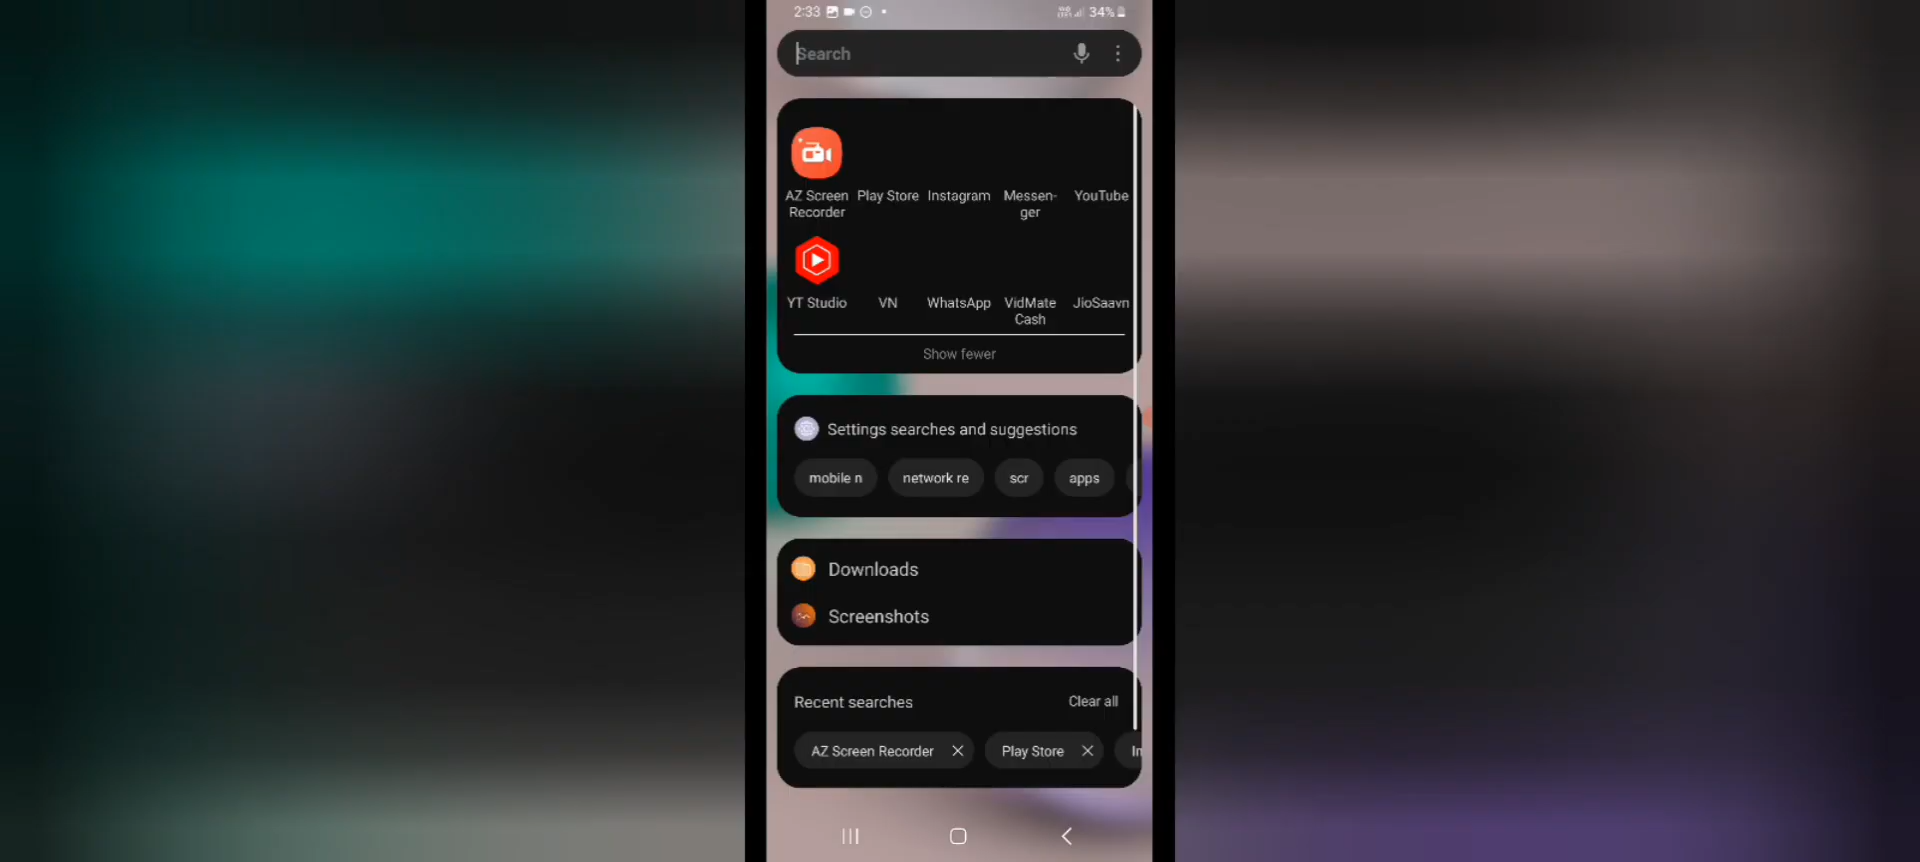 2:33 34%
Search
AZ Screen Recorder
Play Store
Instagram
Messen-
ger
YouTube
YT Studio
VN
WhatsApp
VidMate
Cash
JioSaavn
Show fewer
Settings searches and suggestions
mobile n
network re
scr
apps
Downloads
Screenshots
Recent searches
Clear all
AZ Screen Recorder
Play Store
In